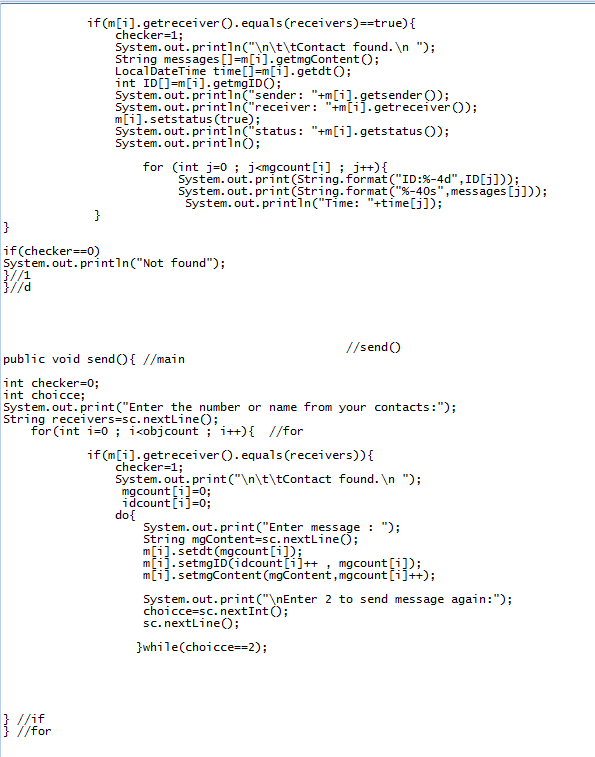 if(m[i].getreceiver().equals(receivers)==true){
checker=1;
System.out.println("\n\t\tContact found.\n ");
String messages[]=m[i].getmgContent();
LocalDateTime time[]=m[i].getdt();
int ID[]=m[i].getmgID();
System.out.println("sender: "+m[i].getsender());
System.out.println("receiver: "+m[i].getreceiver());
m[i].setstatus(true);
System.out.println("status: "+m[i].getstatus());
System.out.println();
for (int j=0 ; j<mgcount[i] ; j++){
System.out.print(String.format("ID:%-4d",ID[j]));
System.out.print(String.format("%-40s",messages[j]));
System.out.println("Time: "+time[j]);
}
}
if(checker==0)
System.out.println("Not found");
}//1
}//d
//send()
public void send(){ //main
int checker=0;
int choicce;
System.out.print("Enter the number or name from your contacts:");
String receivers=sc.nextLine();
for(int i=0 ; i<objcount ; i++){  //for
if(m[i].getreceiver().equals(receivers)){
checker=1;
System.out.print("\n\t\tContact found.\n ");
mgcount[i]=0;
idcount[i]=0;
do{
System.out.print("Enter message : ");
String mgContent=sc.nextLine();
m[i].setdt(mgcount[i]);
m[i].setmgID(idcount[i]++ , mgcount[i]);
m[i].setmgContent(mgContent,mgcount[i]++);
System.out.print("\nEnter 2 to send message again:");
choicce=sc.nextInt();
sc.nextLine();
}while(choicce==2);
} //if
} //for